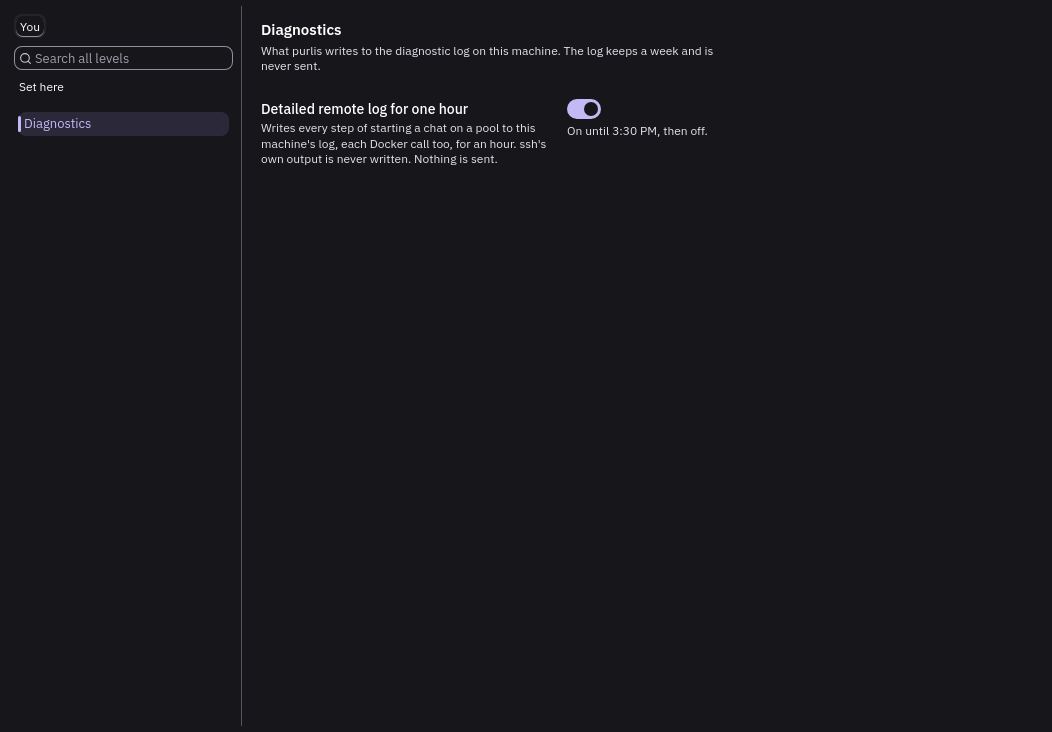 You
Search all levels
Set here
Diagnostics
Diagnostics
What purlis writes to the diagnostic log on this machine. The log keeps a week and is
never sent.
Detailed remote log for one hour
Writes every step of starting a chat on a pool to this
machine's log, each Docker call too, for an hour. ssh's
own output is never written. Nothing is sent.
On until 3:30 PM, then off.